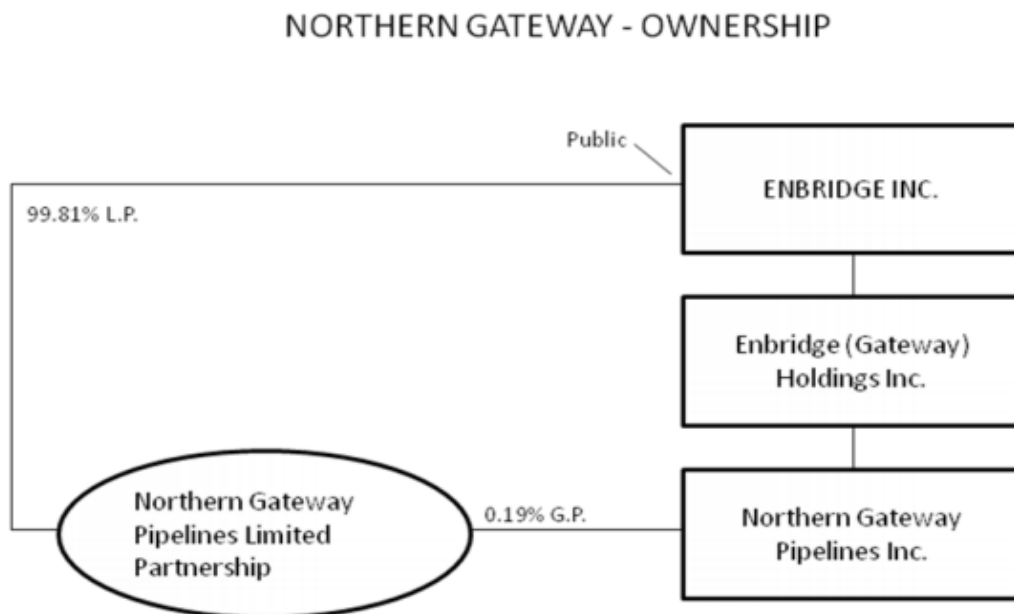 NORTHERN GATEWAY - OWNERSHIP
Public
ENBRIDGE INC.
99.81% L.P.
Enbridge (Gateway)
Holdings Inc.
Northern Gateway
Pipelines Limited
Partnership
0.19% G.P.
Northern Gateway
Pipelines Inc.